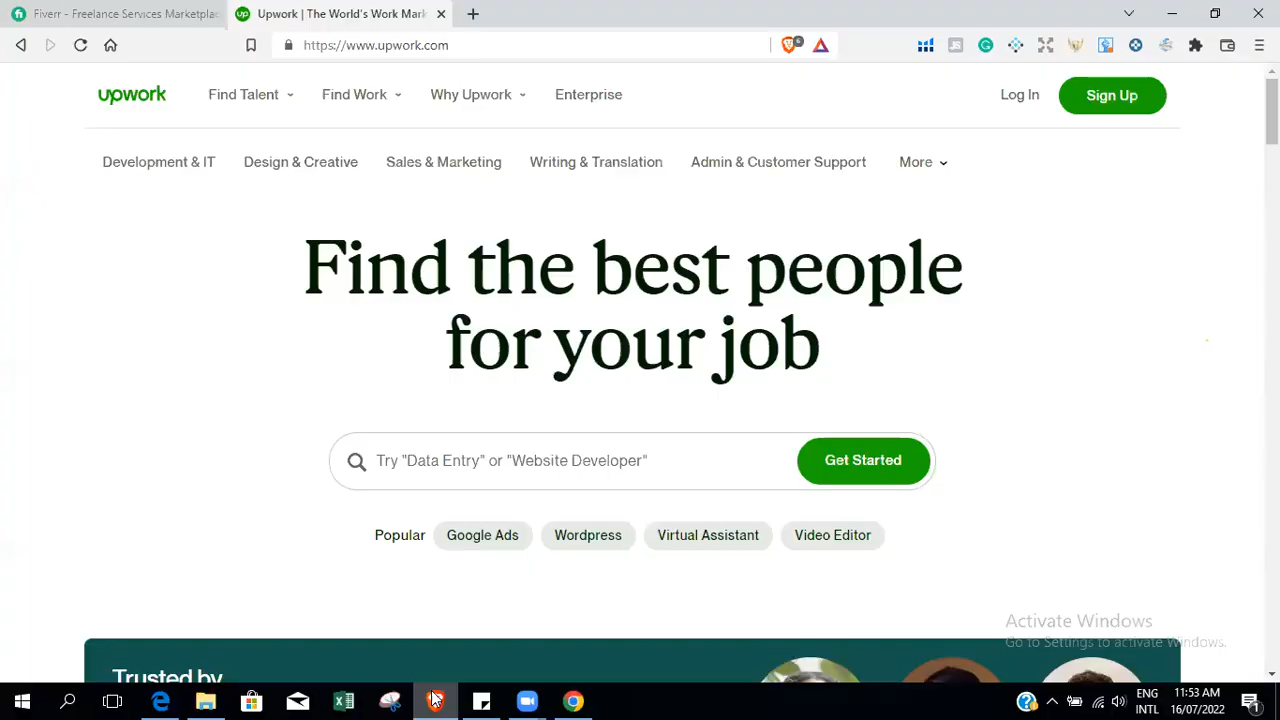 Fiverr - Freelance Services Marketpla
Upwork | The World's Work Mark
https://www.upwork.com
6
upwork
Find Talent
Find Work
Why Upwork
Enterprise
Log In
Sign Up
Development & IT
Design & Creative
Sales & Marketing
Writing & Translation
Admin & Customer Support
More
Find the best people
for your job
Try "Data Entry" or "Website Developer"
Get Started
Popular
Google Ads
Wordpress
Virtual Assistant
Video Editor
Activate Windows
Go to Settings to activate Windows.
Trusted by
ENG
INTL
11:53 AM
16/07/2022